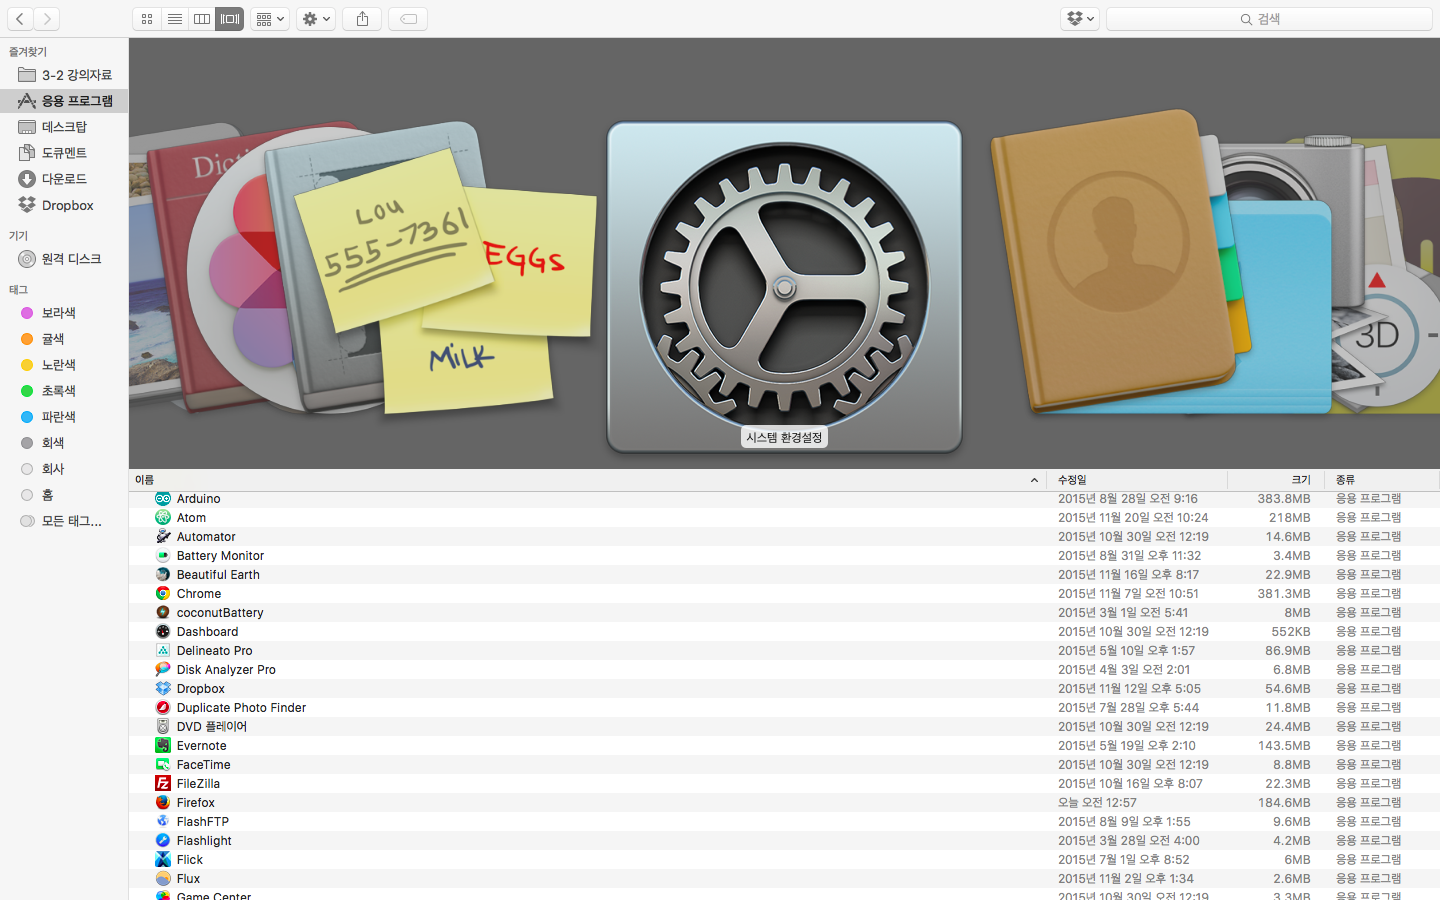 검색
즐겨찾기
3-2 강의자료
응용 프로그램
데스크탑
도큐멘트
다운로드
Dropbox
기기
원격 디스크
태그
보라색
귤색
노란색
초록색
파란색
회색
회사
홈
모든 태그...
Dicti
LOU
555-7361
EGGS
MILK
시스템 환경설정
3D
이름 수정일 크기 종류
Arduino 2015년 8월 28일 오전 9:16 383.8MB 응용 프로그램
Atom 2015년 11월 20일 오전 10:24 218MB 응용 프로그램
Automator 2015년 10월 30일 오전 12:19 14.6MB 응용 프로그램
Battery Monitor 2015년 8월 31일 오후 11:32 3.4MB 응용 프로그램
Beautiful Earth 2015년 11월 16일 오후 8:17 22.9MB 응용 프로그램
Chrome 2015년 11월 7일 오전 10:51 381.3MB 응용 프로그램
coconutBattery 2015년 3월 1일 오전 5:41 8MB 응용 프로그램
Dashboard 2015년 10월 30일 오전 12:19 552KB 응용 프로그램
Delineato Pro 2015년 5월 10일 오후 1:57 86.9MB 응용 프로그램
Disk Analyzer Pro 2015년 4월 3일 오전 2:01 6.8MB 응용 프로그램
Dropbox 2015년 11월 12일 오후 5:05 54.6MB 응용 프로그램
Duplicate Photo Finder 2015년 7월 28일 오후 5:44 11.8MB 응용 프로그램
DVD 플레이어 2015년 10월 30일 오전 12:19 24.4MB 응용 프로그램
Evernote 2015년 5월 19일 오후 2:10 143.5MB 응용 프로그램
FaceTime 2015년 10월 30일 오전 12:19 8.8MB 응용 프로그램
FileZilla 2015년 10월 16일 오후 8:07 22.3MB 응용 프로그램
Firefox 오늘 오전 12:57 184.6MB 응용 프로그램
FlashFTP 2015년 8월 9일 오후 1:55 9.6MB 응용 프로그램
Flashlight 2015년 3월 28일 오전 4:00 4.2MB 응용 프로그램
Flick 2015년 7월 1일 오후 8:52 6MB 응용 프로그램
Flux 2015년 11월 2일 오후 1:34 2.6MB 응용 프로그램
Game Center 2015년 10월 30일 오전 12:19 3.3MB 응용 프로그램